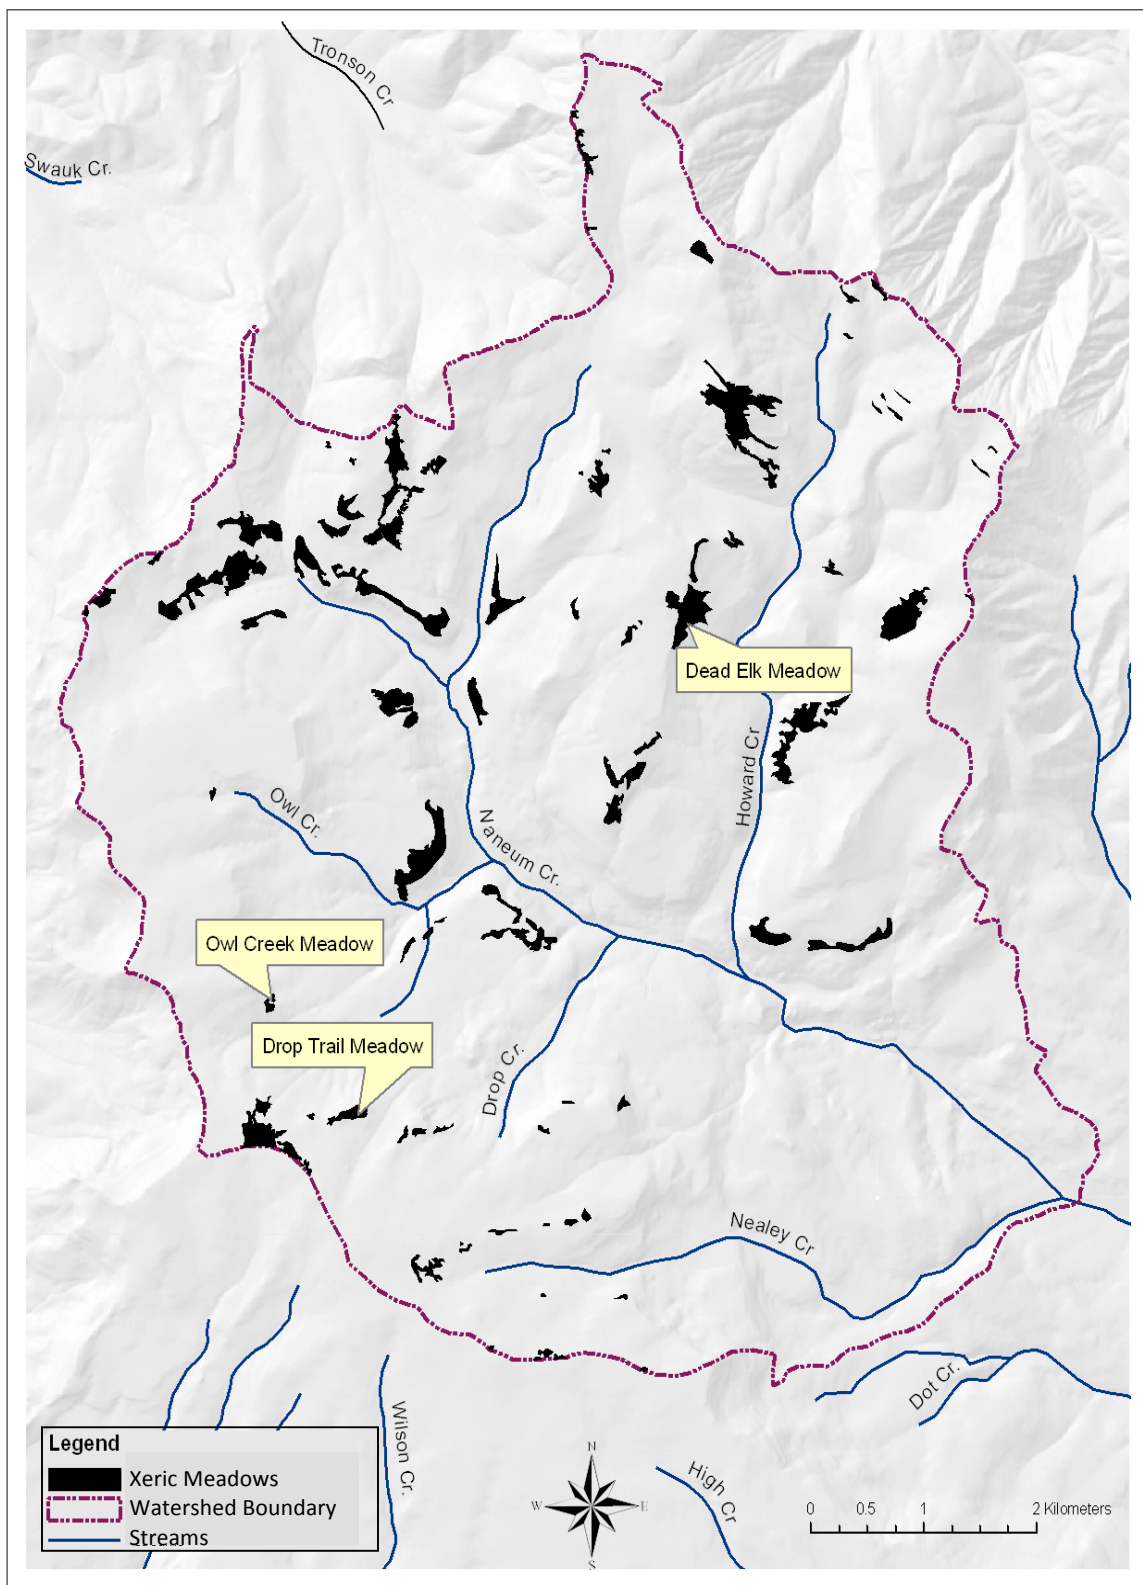 Tronson Cr
Swauk Cr.
Dead Elk Meadow
Howard Cr
Owl Cr.
Naneum Cr.
Owl Creek Meadow
Drop Trail Meadow
Drop Cr.
Nealey Cr
Dot Cr.
Wilson Cr.
High Cr
Legend
Xeric Meadows
Watershed Boundary
Streams
N
W E
S
0 0.5 1 2 Kilometers